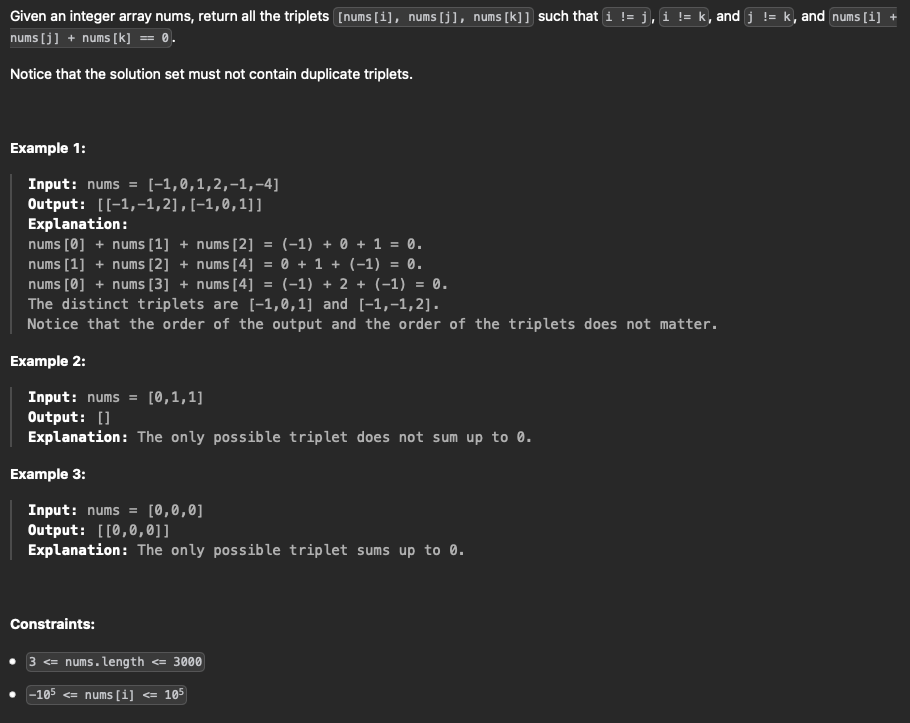 Given an integer array nums, return all the triplets [nums[i], nums[j], nums[k]] such that i != j, i != k, and j != k, and nums[i] +
nums[j] + nums[k] == 0.
Notice that the solution set must not contain duplicate triplets.
Example 1:
Input: nums = [-1,0,1,2,-1,-4]
Output: [[-1,-1,2],[-1,0,1]]
Explanation:
nums[0] + nums[1] + nums[2] = (-1) + 0 + 1 = 0.
nums[1] + nums[2] + nums[4] = 0 + 1 + (-1) = 0.
nums[0] + nums[3] + nums[4] = (-1) + 2 + (-1) = 0.
The distinct triplets are [-1,0,1] and [-1,-1,2].
Notice that the order of the output and the order of the triplets does not matter.
Example 2:
Input: nums = [0,1,1]
Output: []
Explanation: The only possible triplet does not sum up to 0.
Example 3:
Input: nums = [0,0,0]
Output: [[0,0,0]]
Explanation: The only possible triplet sums up to 0.
Constraints:
• 3 <= nums.length <= 3000
• -10⁵ <= nums[i] <= 10⁵